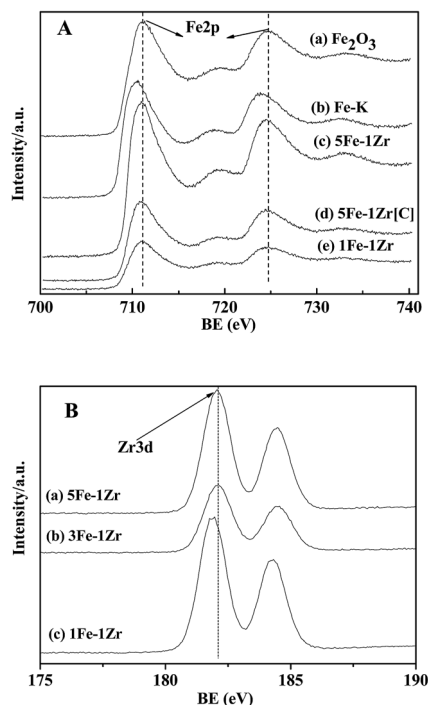 A
Fe2p
(a) Fe₂O₃
(b) Fe-K
(c) 5Fe-1Zr
(d) 5Fe-1Zr[C]
(e) 1Fe-1Zr
Intensity/a.u.
700 710 720 730 740
BE (eV)
B
Zr3d
(a) 5Fe-1Zr
(b) 3Fe-1Zr
(c) 1Fe-1Zr
Intensity/a.u.
175 180 185 190
BE (eV)